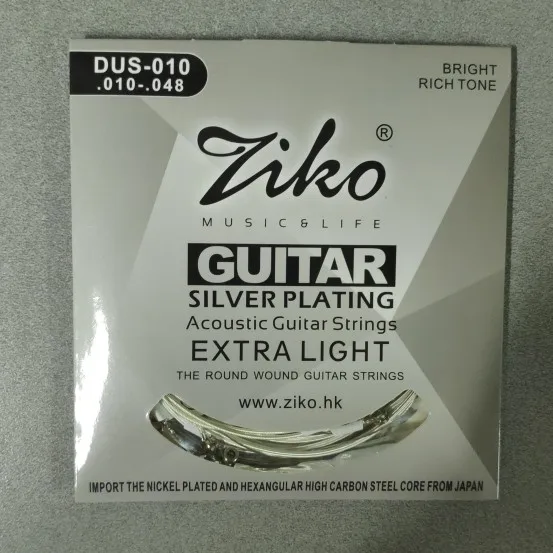 DUS-010
.010-.048
BRIGHT
RICH TONE
Ziko ®
MUSIC & LIFE
GUITAR
SILVER PLATING
Acoustic Guitar Strings
EXTRA LIGHT
THE ROUND WOUND GUITAR STRINGS
www.ziko.hk
IMPORT THE NICKEL PLATED AND HEXANGULAR HIGH CARBON STEEL CORE FROM JAPAN